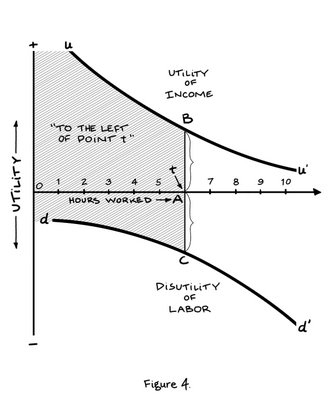 +
u
UTILITY
OF
INCOME
B
"TO THE LEFT
OF POINT t"
t
u'
UTILITY
0 1 2 3 4 5 6 7 8 9 10
HOURS WORKED → A
d
C
DISUTILITY
OF
LABOR
d'
−
Figure 4.